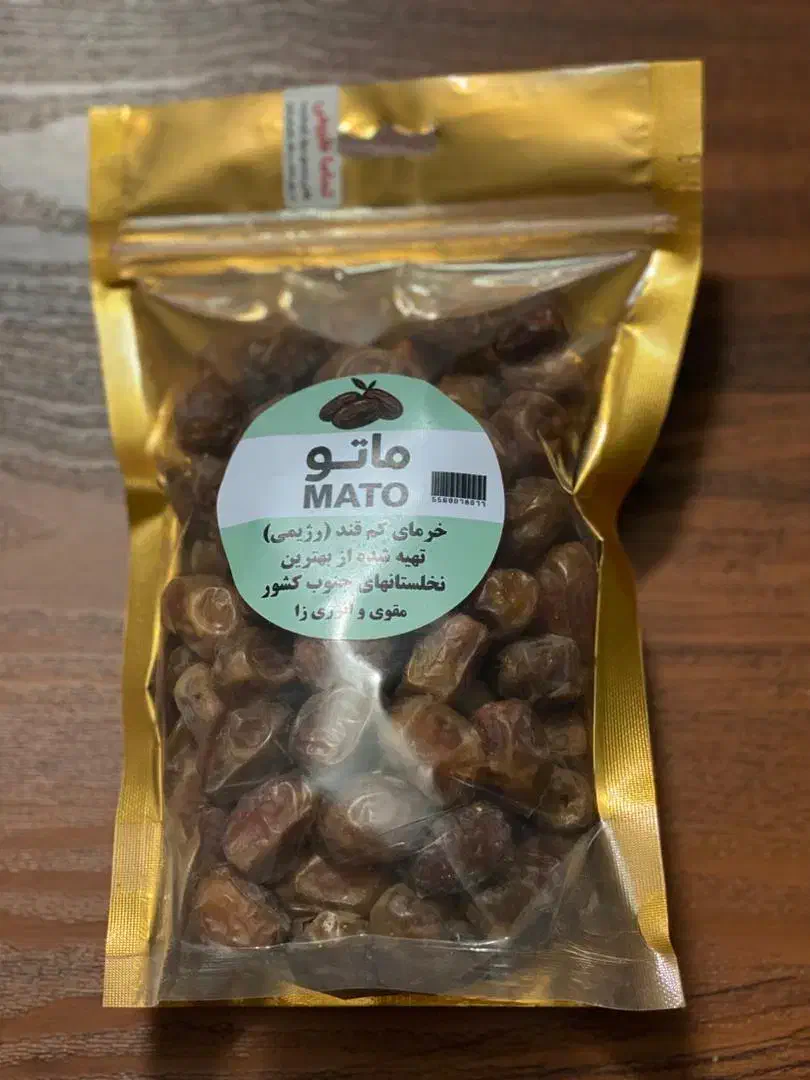 ماتو
MATO
خرمای کم قند (رژیمی)
تهیه شده از بهترین
نخلستانهای جنوب کشور
مقوی و انرژی زا